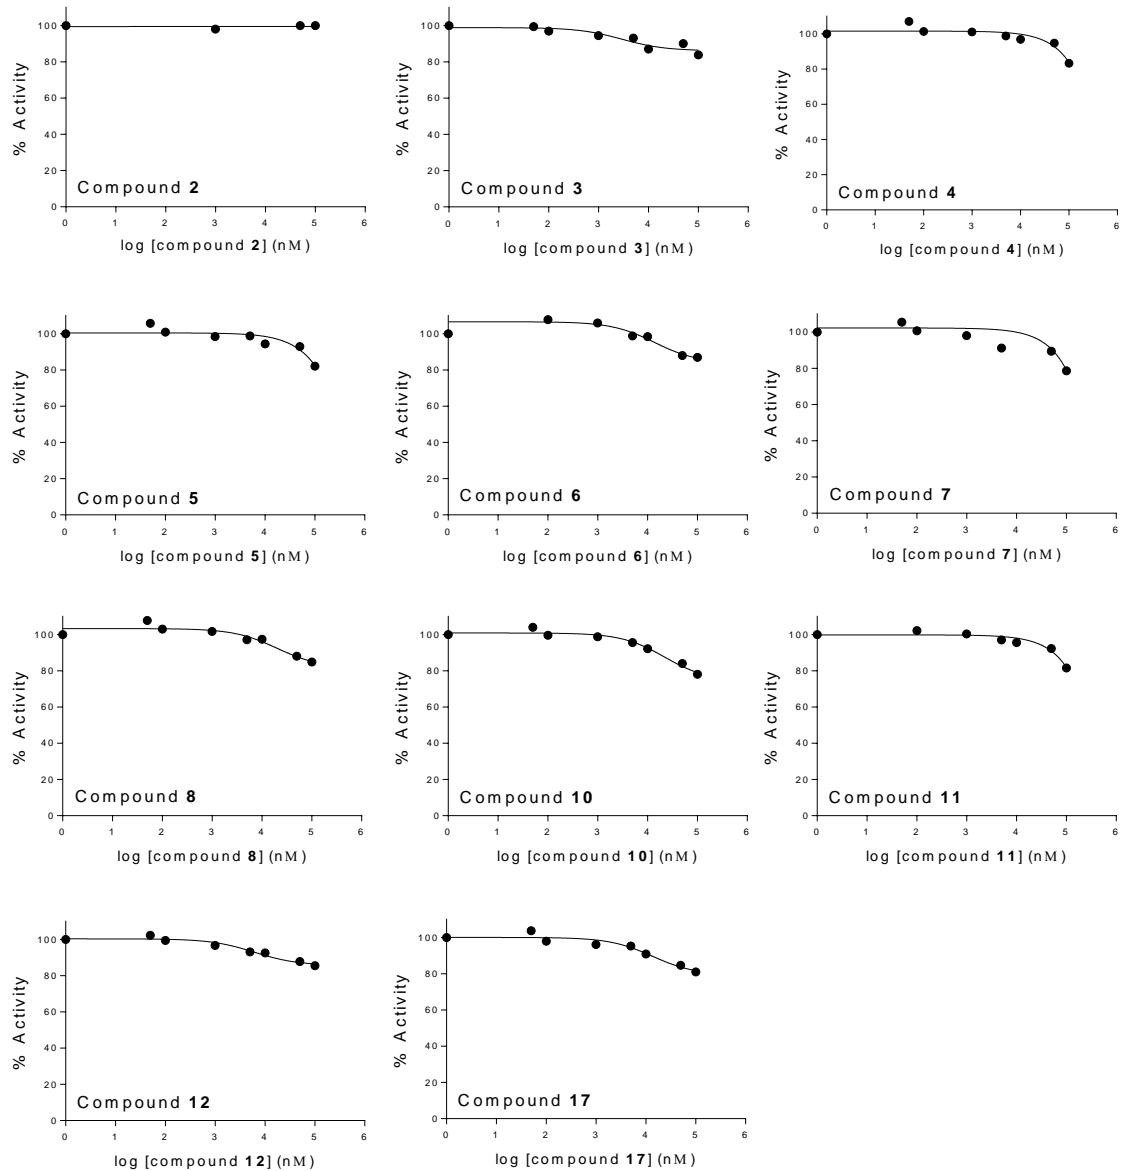 % Activity
100
80
60
40
20
0
Compound 2
0 1 2 3 4 5 6
log [compound 2] (nM)
% Activity
100
80
60
40
20
0
Compound 3
0 1 2 3 4 5 6
log [compound 3] (nM)
% Activity
100
80
60
40
20
0
Compound 4
0 1 2 3 4 5 6
log [compound 4] (nM)
% Activity
100
80
60
40
20
0
Compound 5
0 1 2 3 4 5 6
log [compound 5] (nM)
% Activity
100
80
60
40
20
0
Compound 6
0 1 2 3 4 5 6
log [compound 6] (nM)
% Activity
100
80
60
40
20
0
Compound 7
0 1 2 3 4 5 6
log [compound 7] (nM)
% Activity
100
80
60
40
20
0
Compound 8
0 1 2 3 4 5 6
log [compound 8] (nM)
% Activity
100
80
60
40
20
0
Compound 10
0 1 2 3 4 5 6
log [compound 10] (nM)
% Activity
100
80
60
40
20
0
Compound 11
0 1 2 3 4 5 6
log [compound 11] (nM)
% Activity
100
80
60
40
20
0
Compound 12
0 1 2 3 4 5 6
log [compound 12] (nM)
% Activity
100
80
60
40
20
0
Compound 17
0 1 2 3 4 5 6
log [compound 17] (nM)